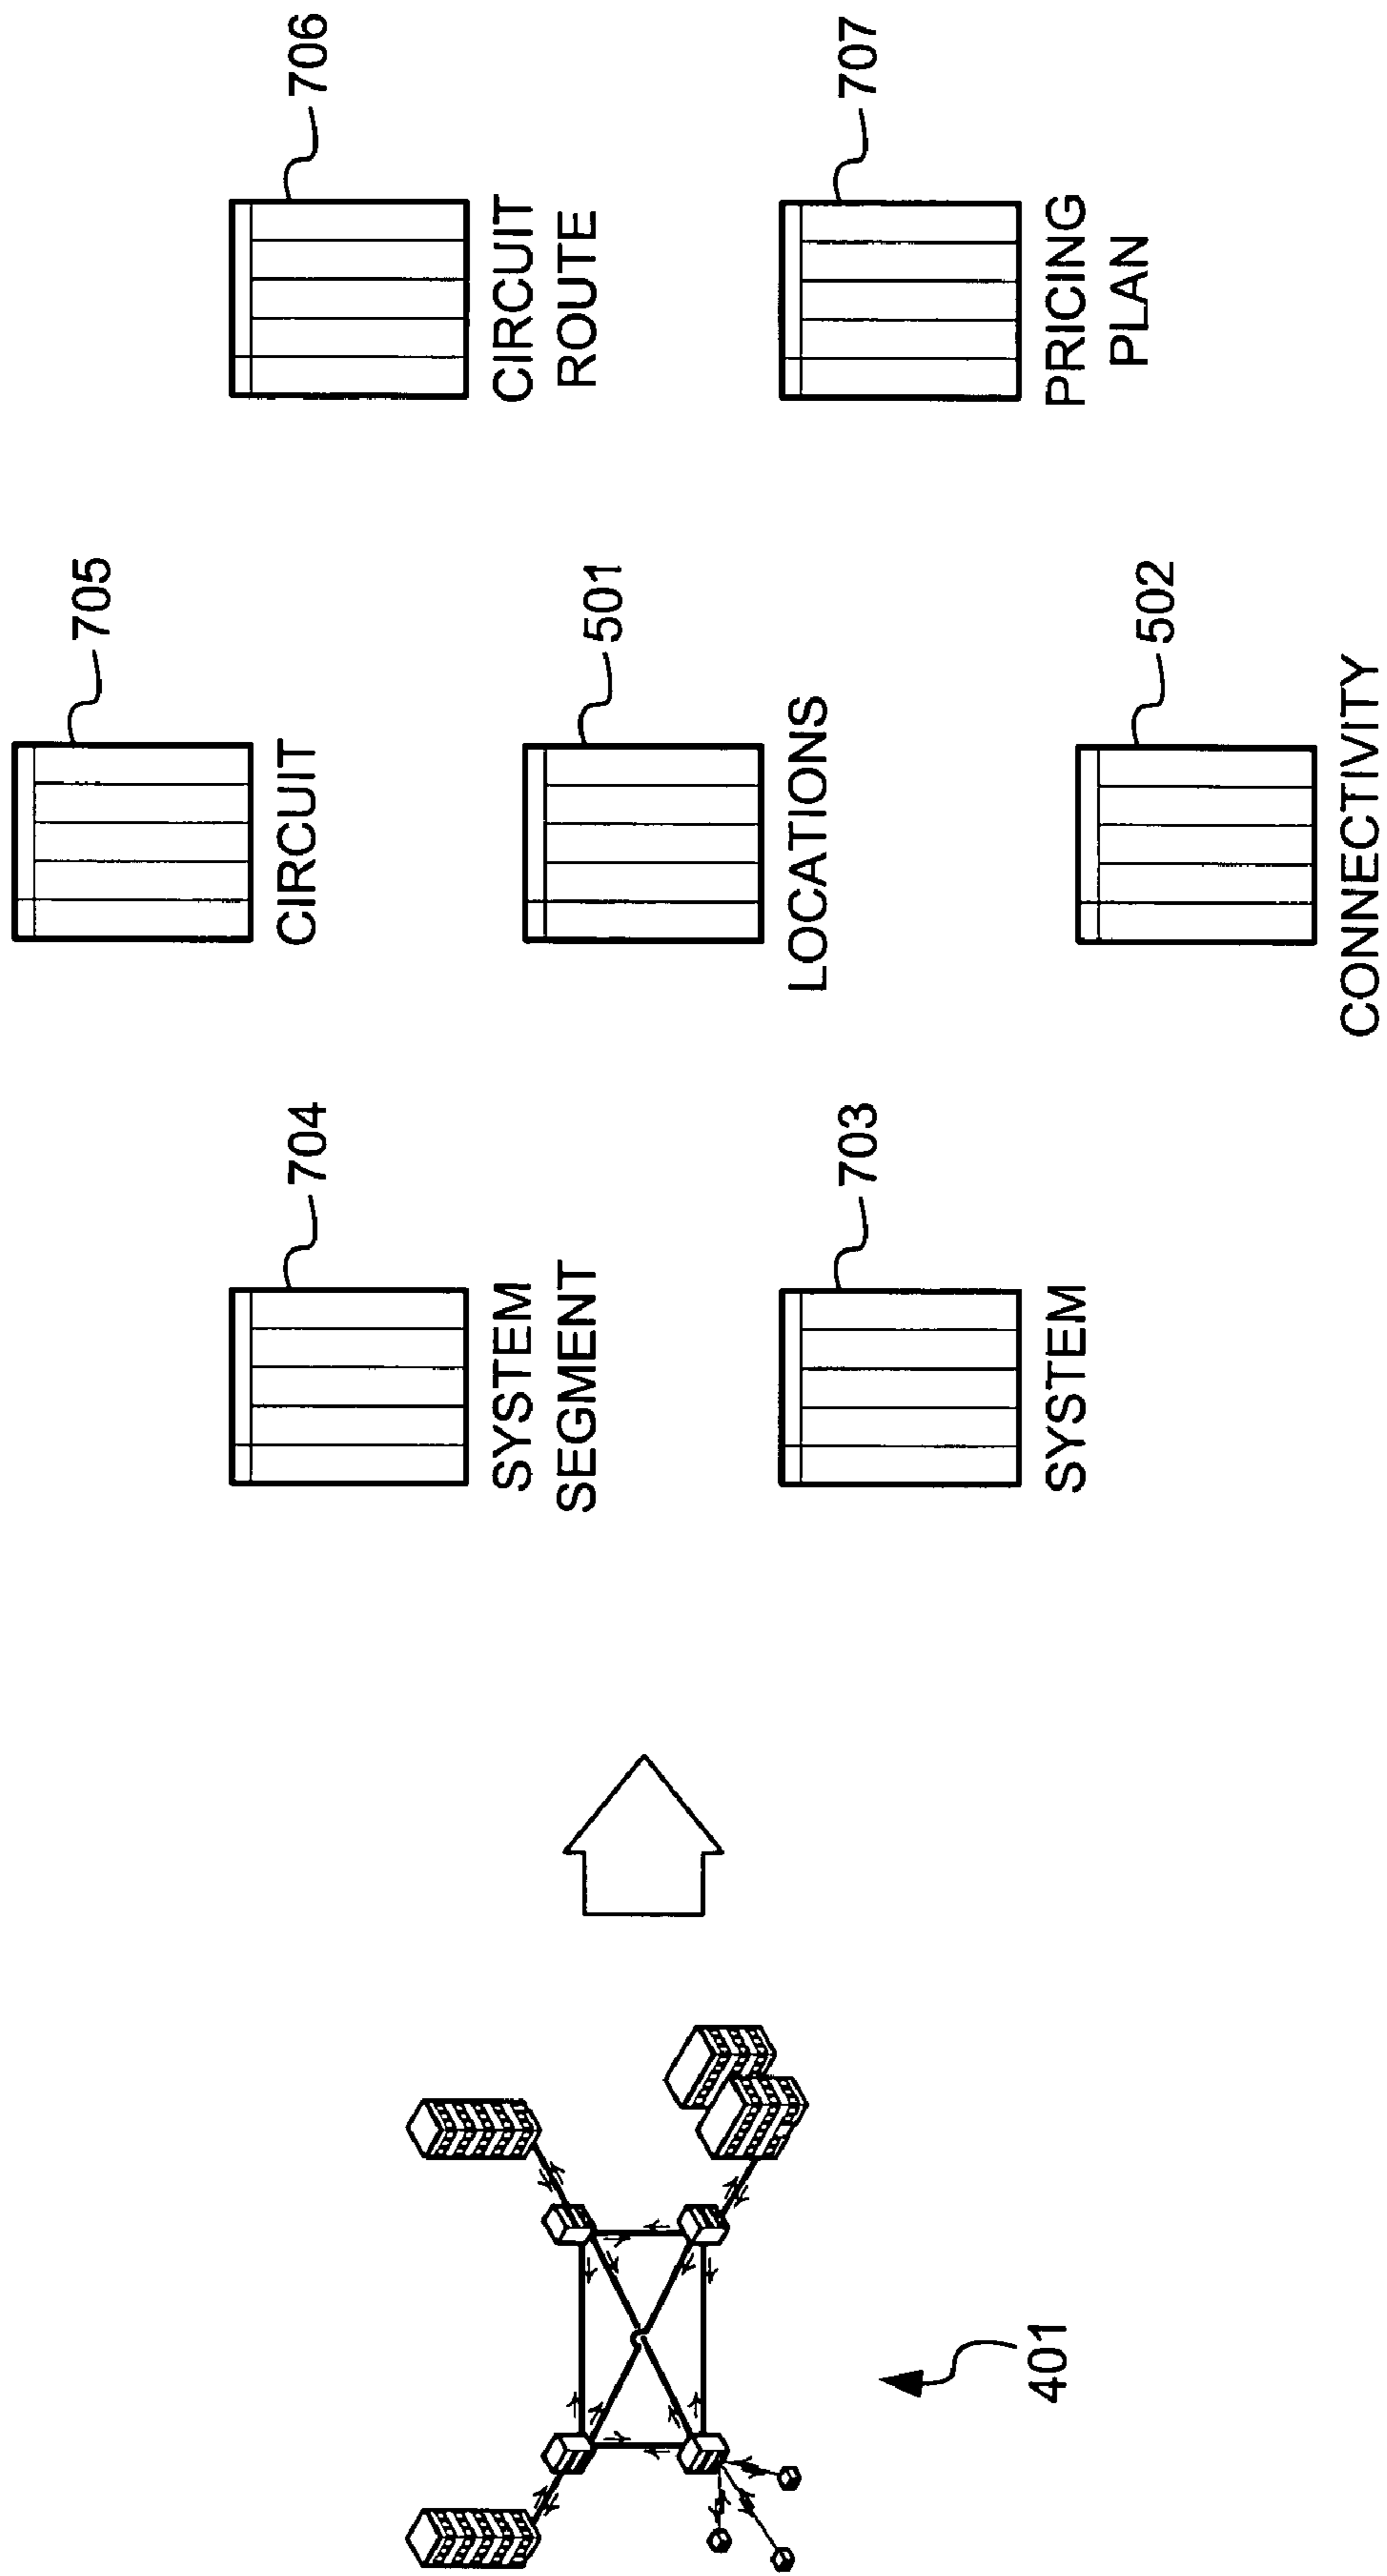 705
CIRCUIT
704
SYSTEM
SEGMENT
706
CIRCUIT
ROUTE
501
LOCATIONS
703
SYSTEM
707
PRICING
PLAN
502
CONNECTIVITY
401